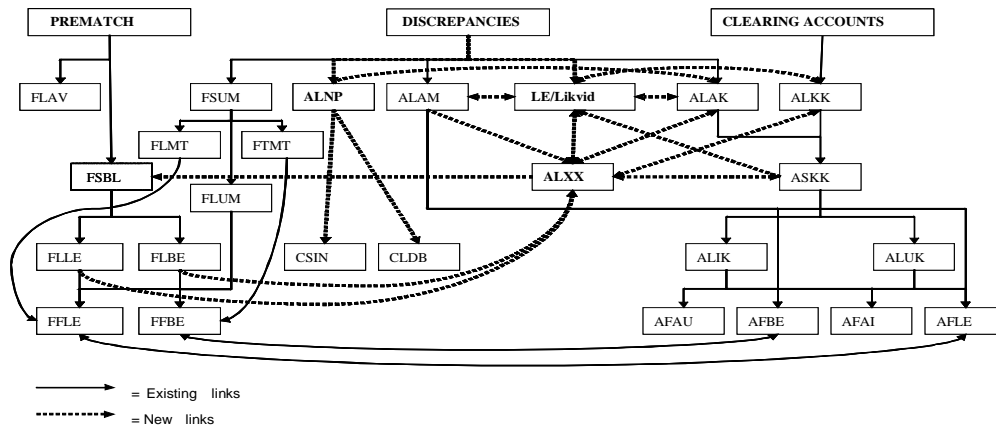 PREMATCH
DISCREPANCIES
CLEARING ACCOUNTS
FLAV
FSUM
ALNP
ALAM
LE/Likvid
ALAK
ALKK
FLMT
FTMT
FSBL
FLUM
ALXX
ASKK
FLLE
FLBE
CSIN
CLDB
ALIK
ALUK
FFLE
FFBE
AFAU
AFBE
AFAI
AFLE
= Existing links
= New links